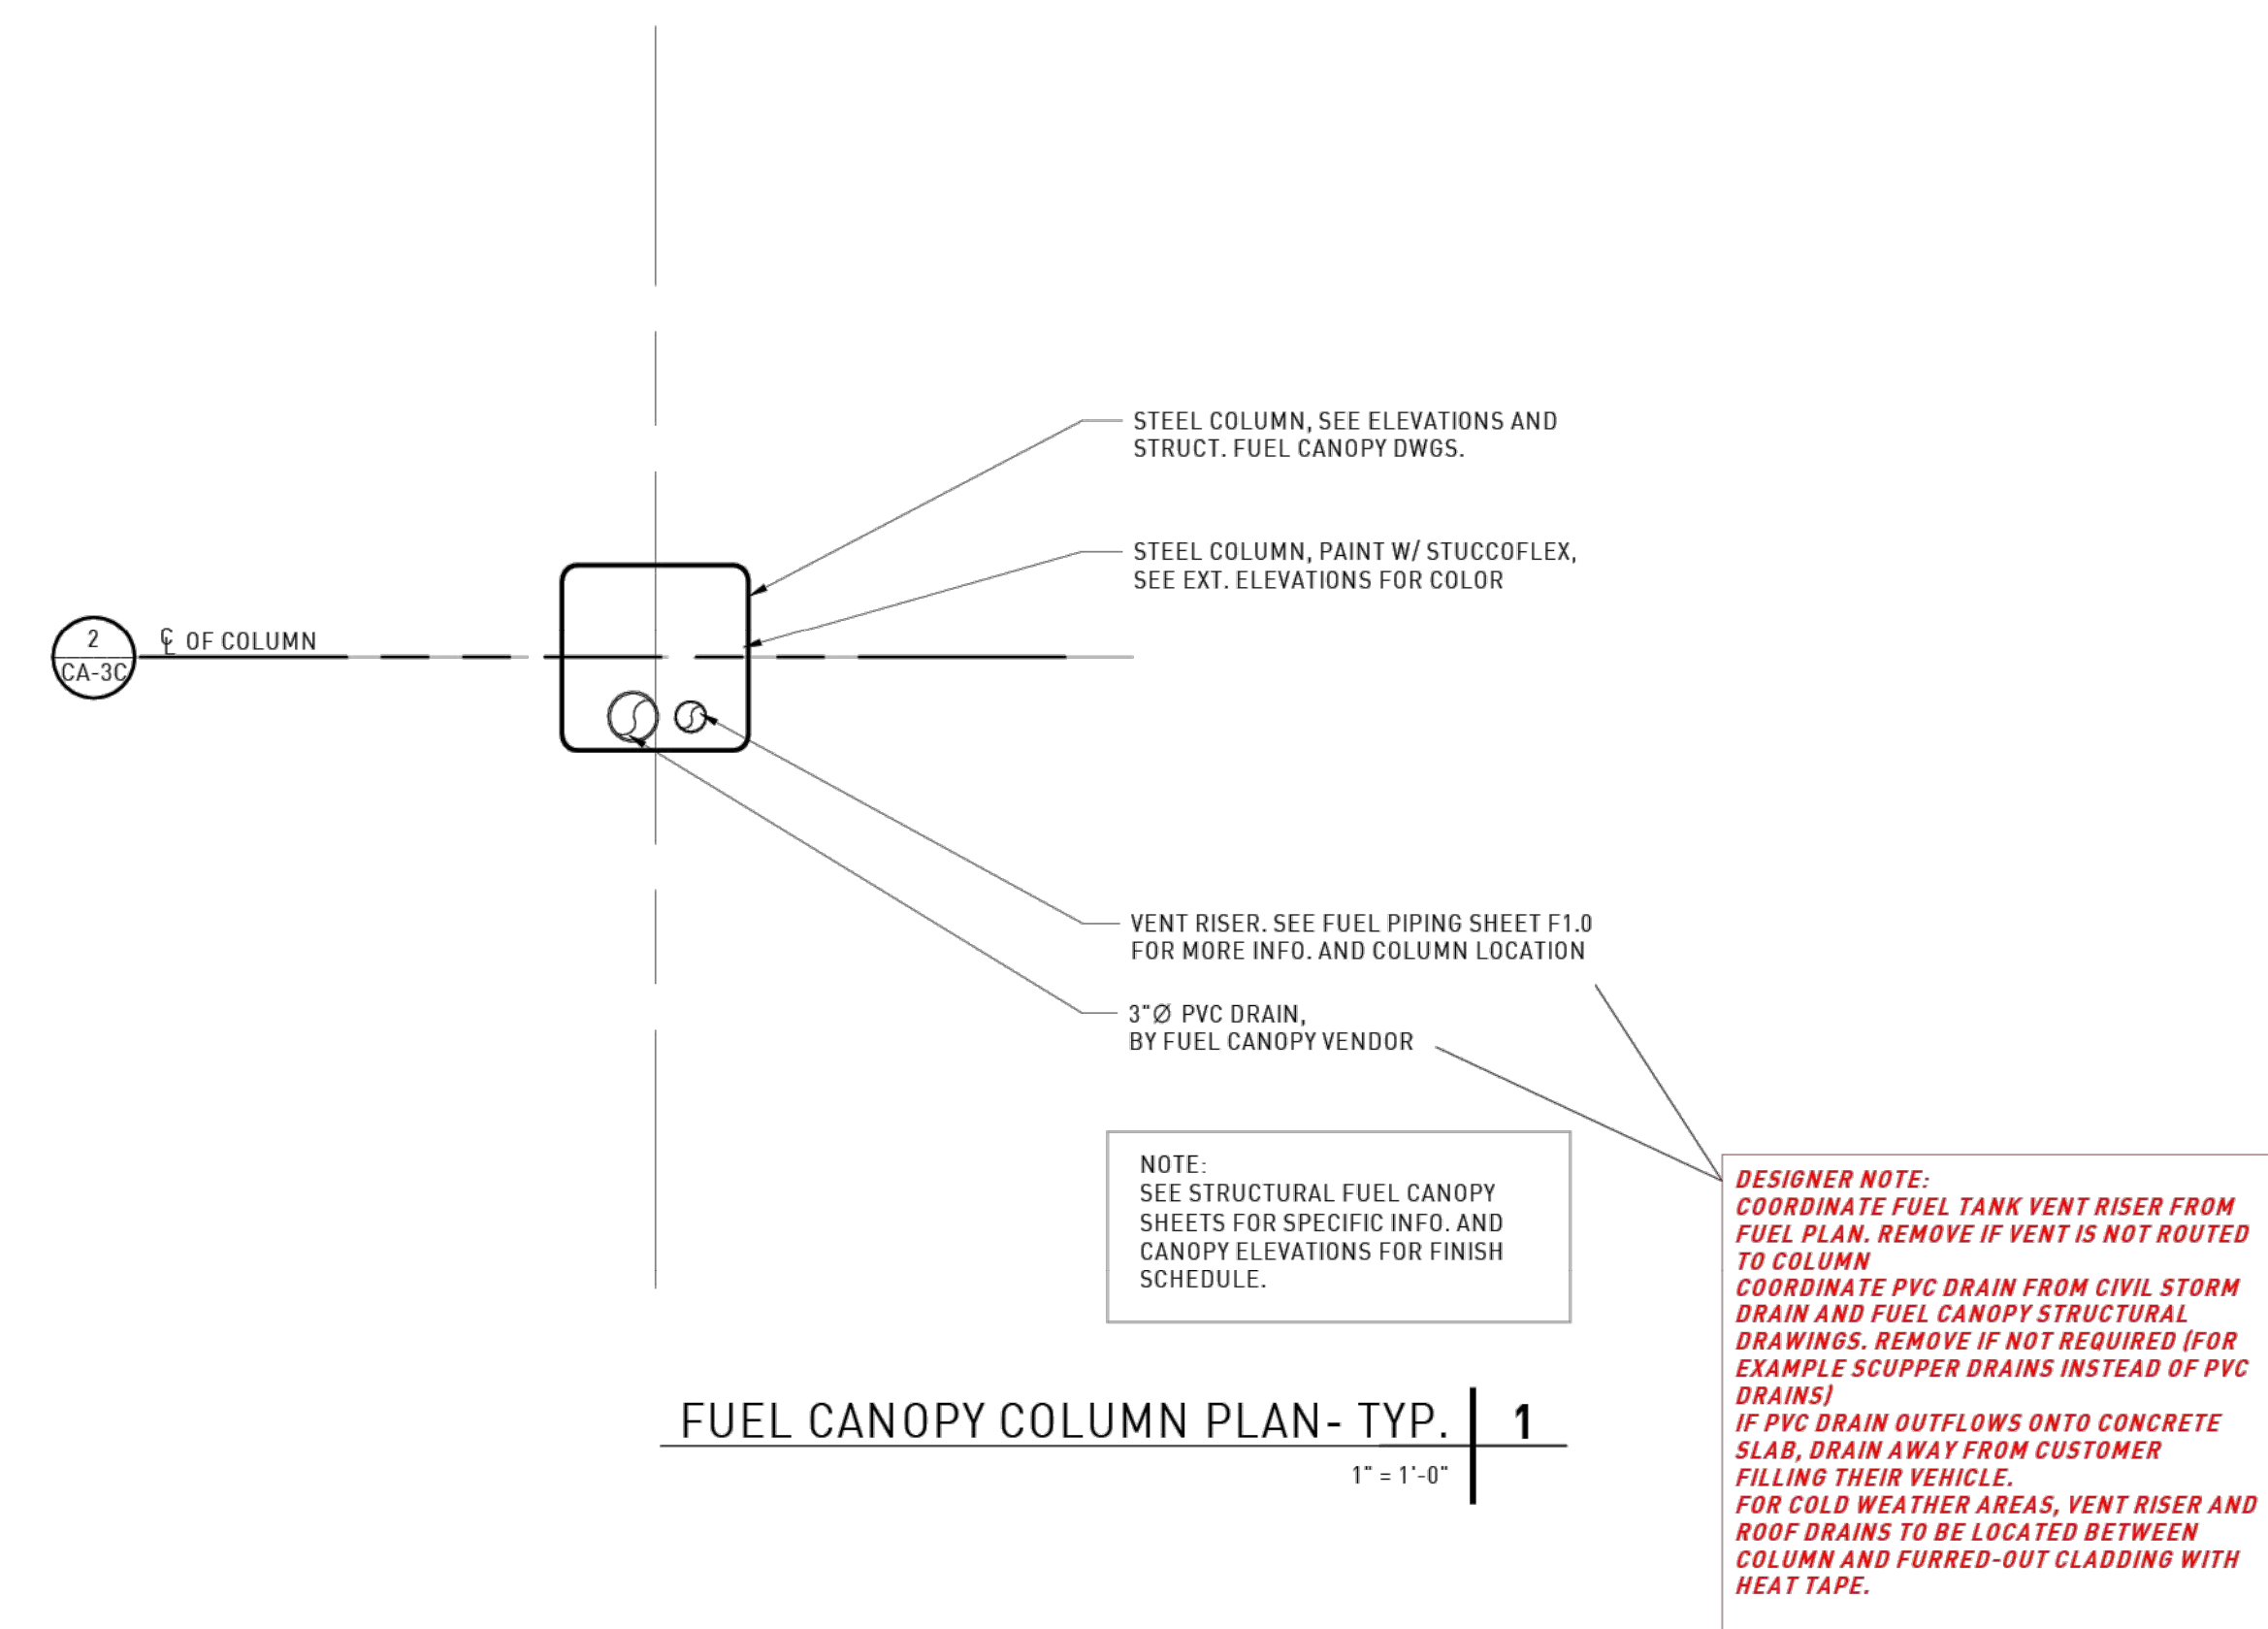 STEEL COLUMN, SEE ELEVATIONS AND
STRUCT. FUEL CANOPY DWGS.
STEEL COLUMN, PAINT W/ STUCCOFLEX,
SEE EXT. ELEVATIONS FOR COLOR
2
CA-3C
℄ OF COLUMN
VENT RISER. SEE FUEL PIPING SHEET F1.0
FOR MORE INFO. AND COLUMN LOCATION
3"Ø PVC DRAIN,
BY FUEL CANOPY VENDOR
NOTE:
SEE STRUCTURAL FUEL CANOPY
SHEETS FOR SPECIFIC INFO. AND
CANOPY ELEVATIONS FOR FINISH
SCHEDULE.
DESIGNER NOTE:
COORDINATE FUEL TANK VENT RISER FROM
FUEL PLAN. REMOVE IF VENT IS NOT ROUTED
TO COLUMN
COORDINATE PVC DRAIN FROM CIVIL STORM
DRAIN AND FUEL CANOPY STRUCTURAL
DRAWINGS. REMOVE IF NOT REQUIRED (FOR
EXAMPLE SCUPPER DRAINS INSTEAD OF PVC
DRAINS)
IF PVC DRAIN OUTFLOWS ONTO CONCRETE
SLAB, DRAIN AWAY FROM CUSTOMER
FILLING THEIR VEHICLE.
FOR COLD WEATHER AREAS, VENT RISER AND
ROOF DRAINS TO BE LOCATED BETWEEN
COLUMN AND FURRED-OUT CLADDING WITH
HEAT TAPE.
FUEL CANOPY COLUMN PLAN- TYP. 1
1" = 1'-0"